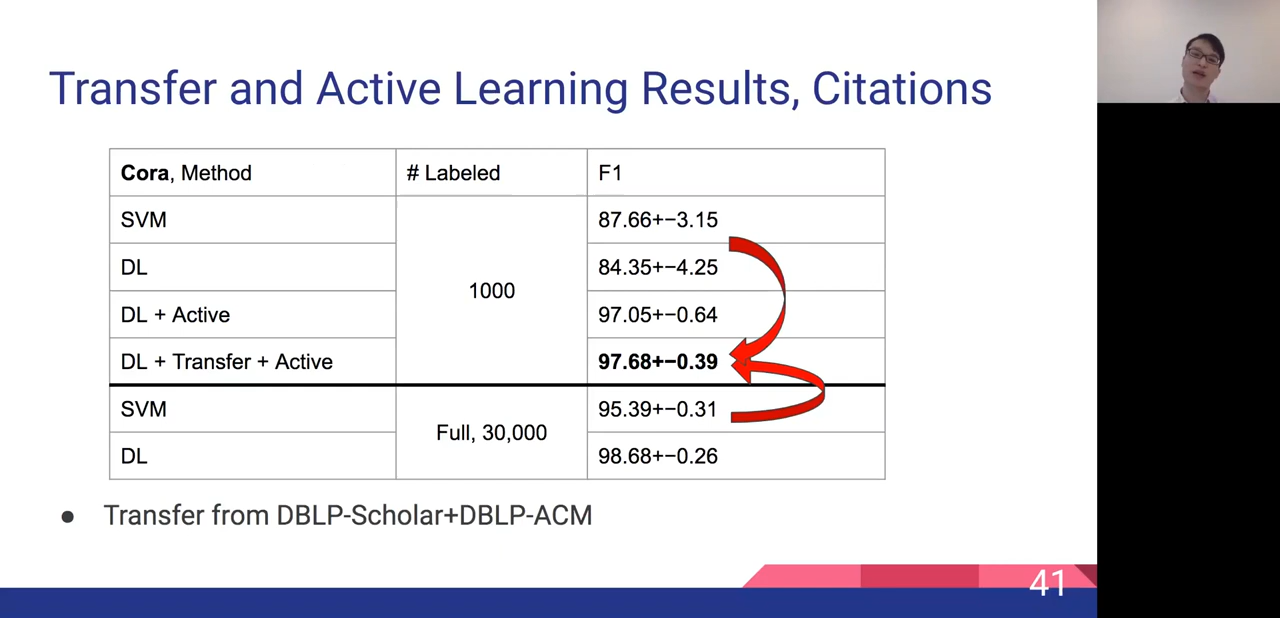 Transfer and Active Learning Results, Citations
Cora, Method # Labeled F1
SVM 87.66+−3.15
DL 84.35+−4.25
1000
DL + Active 97.05+−0.64
DL + Transfer + Active 97.68+−0.39
SVM 95.39+−0.31
Full, 30,000
DL 98.68+−0.26
● Transfer from DBLP-Scholar+DBLP-ACM
41